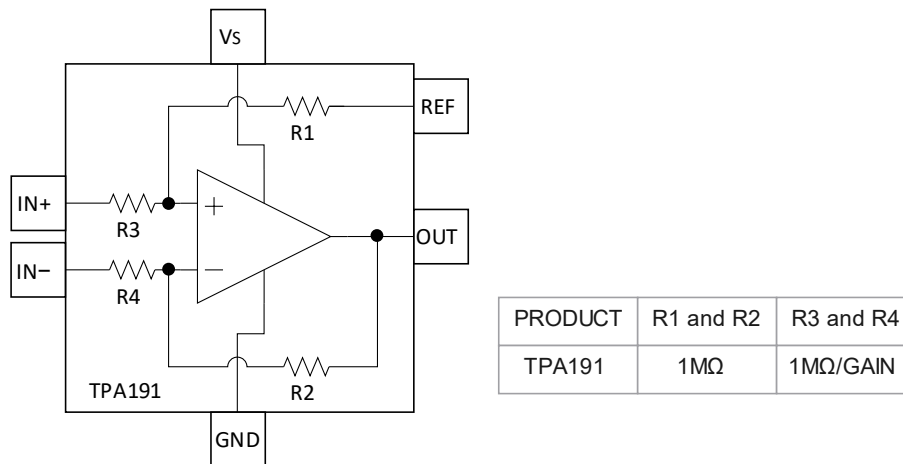 Vs
REF
R1
IN+
R3
OUT
IN−
R4
R2
TPA191
GND
PRODUCT R1 and R2 R3 and R4
TPA191 1MΩ 1MΩ/GAIN